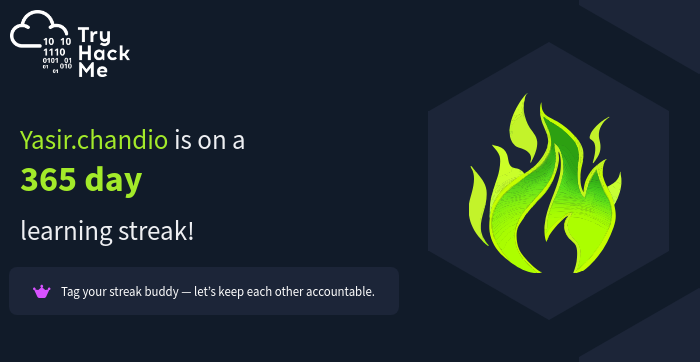 Try
Hack
Me
10 10
1110
0101 01
01 010
01
Yasir.chandio is on a
365 day
learning streak!
Tag your streak buddy — let's keep each other accountable.